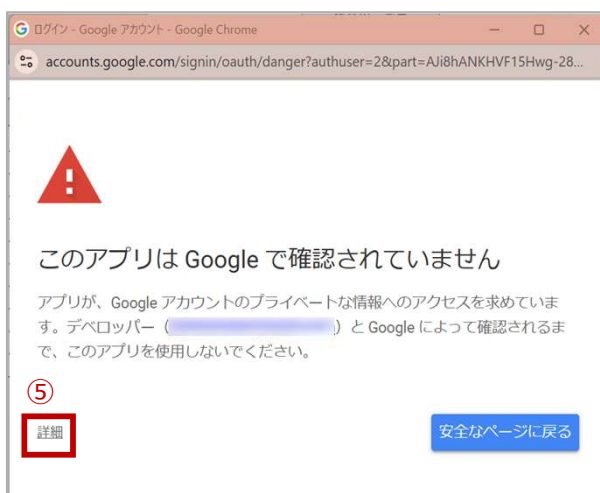 ログイン - Google アカウント - Google Chrome
accounts.google.com/signin/oauth/danger?authuser=2&part=AJi8hANKHVF15Hwg-28...
このアプリは Google で確認されていません
アプリが、Google アカウントのプライベートな情報へのアクセスを求めていま
す。デベロッパー（ ）と Google によって確認されるま
で、このアプリを使用しないでください。
⑤
詳細
安全なページに戻る